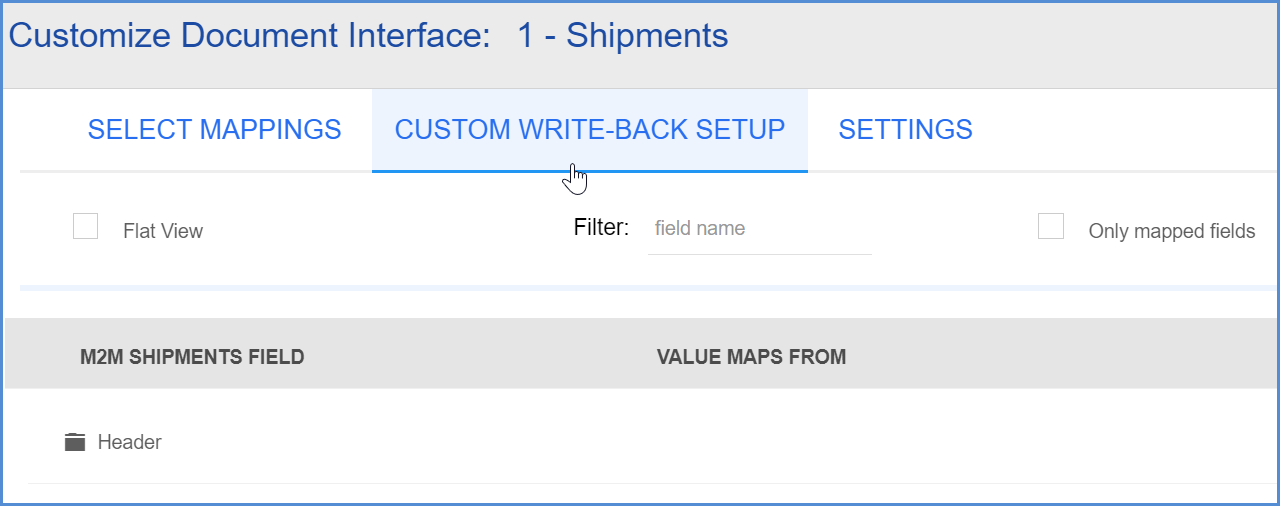 Customize Document Interface: 1 - Shipments
SELECT MAPPINGS CUSTOM WRITE-BACK SETUP SETTINGS
Flat View Filter: field name Only mapped fields
M2M SHIPMENTS FIELD VALUE MAPS FROM
Header